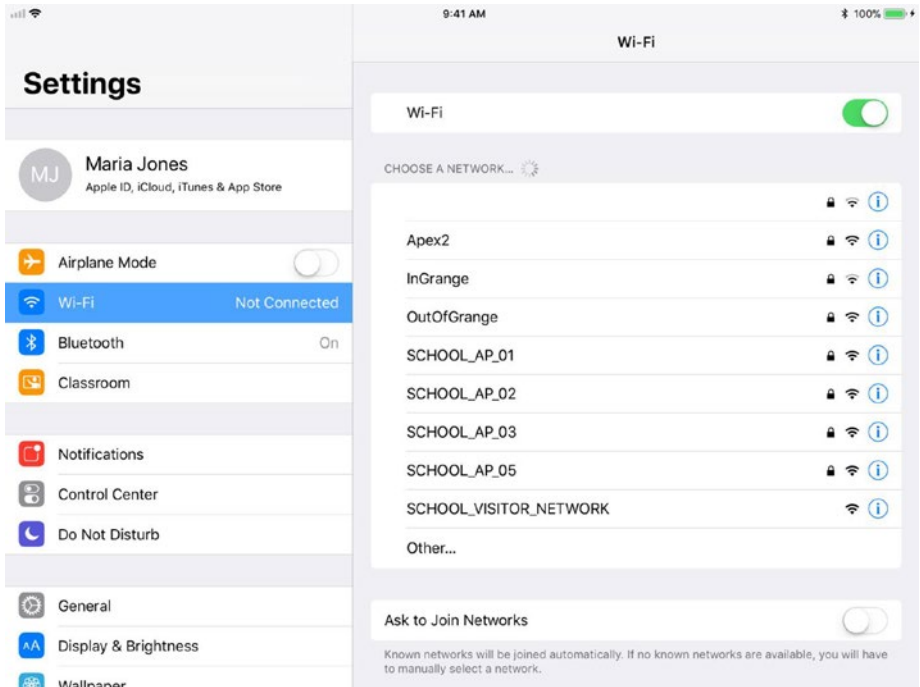 9:41 AM
100%
Settings
MJ
Maria Jones
Apple ID, iCloud, iTunes & App Store
Airplane Mode
Wi-Fi Not Connected
Bluetooth On
Classroom
Notifications
Control Center
Do Not Disturb
General
Display & Brightness
Wallpaper
Wi-Fi
Wi-Fi
CHOOSE A NETWORK...
Apex2
InGrange
OutOfGrange
SCHOOL_AP_01
SCHOOL_AP_02
SCHOOL_AP_03
SCHOOL_AP_05
SCHOOL_VISITOR_NETWORK
Other...
Ask to Join Networks
Known networks will be joined automatically. If no known networks are available, you will have
to manually select a network.